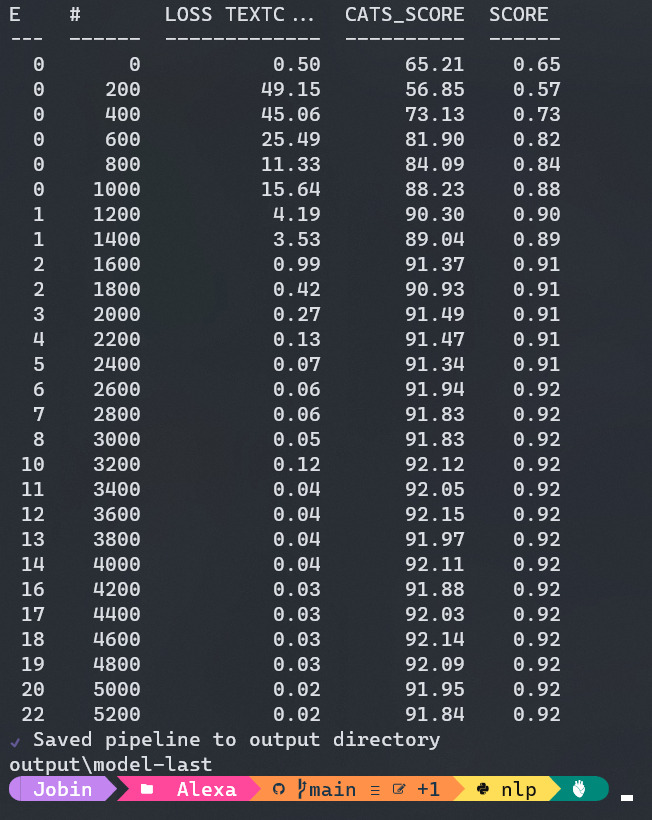 E # LOSS TEXTC ... CATS_SCORE SCORE
--- ------ ------------- ---------- ------
0 0 0.50 65.21 0.65
0 200 49.15 56.85 0.57
0 400 45.06 73.13 0.73
0 600 25.49 81.90 0.82
0 800 11.33 84.09 0.84
0 1000 15.64 88.23 0.88
1 1200 4.19 90.30 0.90
1 1400 3.53 89.04 0.89
2 1600 0.99 91.37 0.91
2 1800 0.42 90.93 0.91
3 2000 0.27 91.49 0.91
4 2200 0.13 91.47 0.91
5 2400 0.07 91.34 0.91
6 2600 0.06 91.94 0.92
7 2800 0.06 91.83 0.92
8 3000 0.05 91.83 0.92
10 3200 0.12 92.12 0.92
11 3400 0.04 92.05 0.92
12 3600 0.04 92.15 0.92
13 3800 0.04 91.97 0.92
14 4000 0.04 92.11 0.92
16 4200 0.03 91.88 0.92
17 4400 0.03 92.03 0.92
18 4600 0.03 92.14 0.92
19 4800 0.03 92.09 0.92
20 5000 0.02 91.95 0.92
22 5200 0.02 91.84 0.92
✓ Saved pipeline to output directory
output\model-last
Jobin Alexa main ≡ +1 nlp